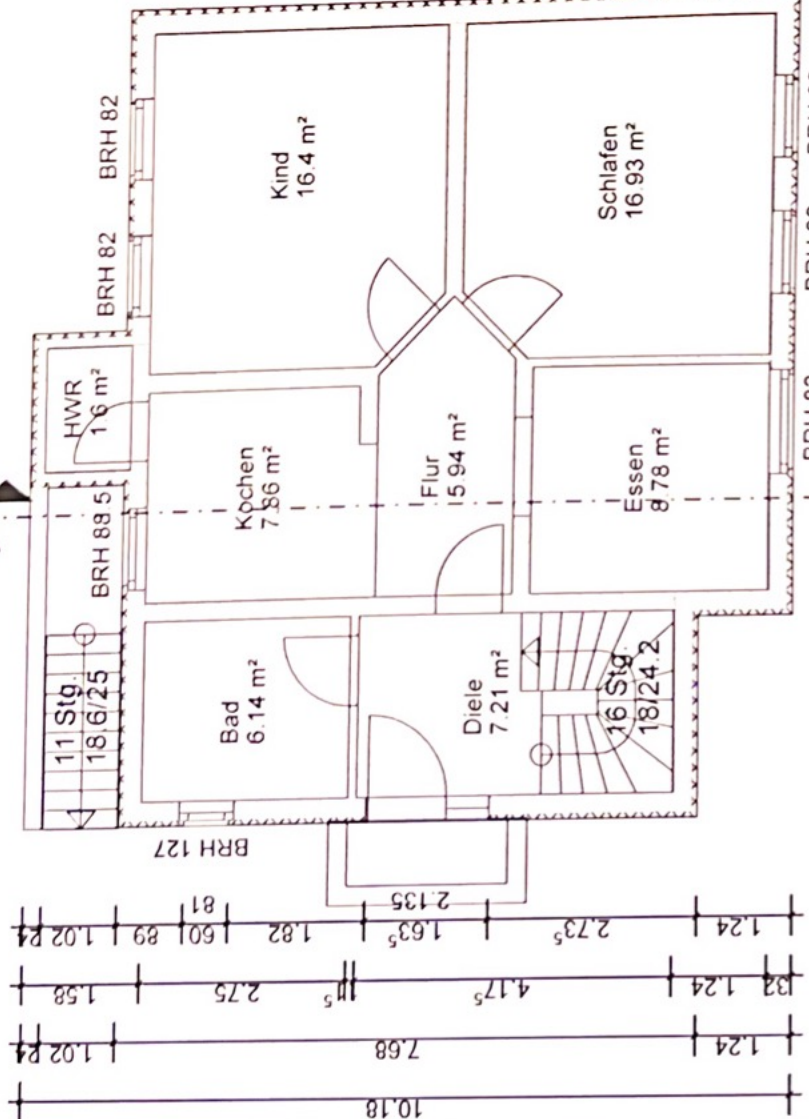 BRH 82
BRH 82
Kind
16.4 m²
Schlafen
16.93 m²
HWR
1.6 m²
Kochen
7.86 m²
Flur
5.94 m²
Essen
BRH 88.5
11 Stg.
18.6/25
Bad
6.14 m²
Diele
7.21 m²
16 Stg.
18/24.2
BRH 127
24
1.02
89
60
81
1.82
1.63⁵
2.135
2.73⁵
1.24
1.58
2.75
4.17⁵
1.24
24
1.02
7.68
1.24
10.18